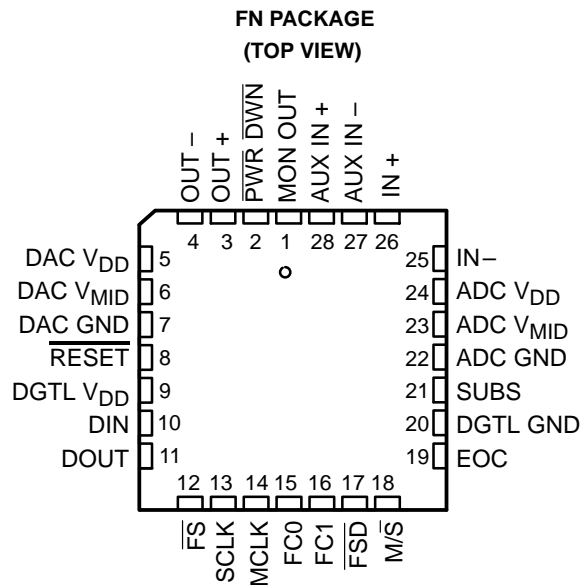 FN PACKAGE
(TOP VIEW)
OUT –
OUT +
PWR DWN
MON OUT
AUX IN +
AUX IN –
IN +
4 3 2 1 28 27 26
DAC VDD 5
DAC VMID 6
DAC GND 7
RESET 8
DGTL VDD 9
DIN 10
DOUT 11
25 IN–
24 ADC VDD
23 ADC VMID
22 ADC GND
21 SUBS
20 DGTL GND
19 EOC
12 13 14 15 16 17 18
FS
SCLK
MCLK
FC0
FC1
FSD
M/S